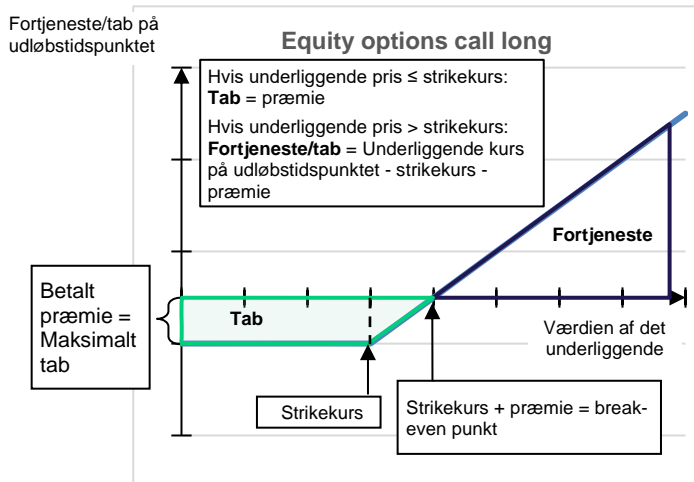 Fortjeneste/tab på
udløbstidspunktet
Equity options call long
Hvis underliggende pris ≤ strikekurs:
Tab = præmie
Hvis underliggende pris > strikekurs:
Fortjeneste/tab = Underliggende kurs
på udløbstidspunktet - strikekurs -
præmie
Fortjeneste
Betalt
præmie =
Maksimalt
tab
Tab
Værdien af det
underliggende
Strikekurs
Strikekurs + præmie = break-
even punkt